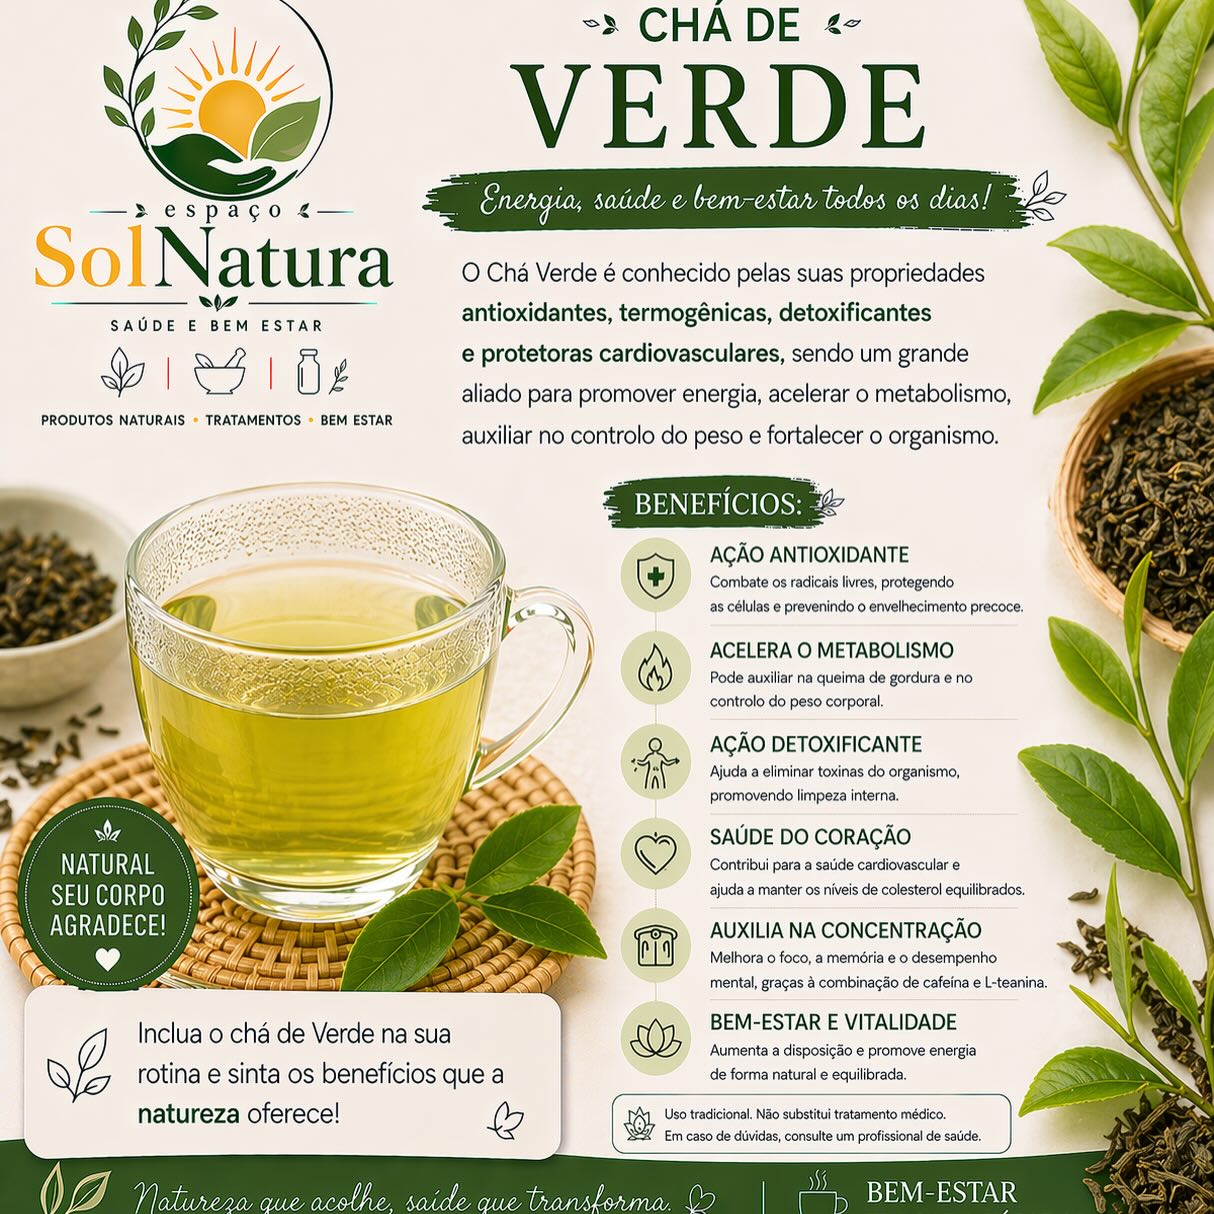 CHÁ DE
VERDE
Energia, saúde e bem-estar todos os dias!
espaço
SolNatura
SAÚDE E BEM ESTAR
PRODUTOS NATURAIS • TRATAMENTOS • BEM ESTAR
O Chá Verde é conhecido pelas suas propriedades
antioxidantes, termogênicas, detoxificantes
e protetoras cardiovasculares, sendo um grande
aliado para promover energia, acelerar o metabolismo,
auxiliar no controlo do peso e fortalecer o organismo.
BENEFÍCIOS:
AÇÃO ANTIOXIDANTE
Combate os radicais livres, protegendo
as células e prevenindo o envelhecimento precoce.
ACELERA O METABOLISMO
Pode auxiliar na queima de gordura e no
controlo do peso corporal.
AÇÃO DETOXIFICANTE
Ajuda a eliminar toxinas do organismo,
promovendo limpeza interna.
SAÚDE DO CORAÇÃO
Contribui para a saúde cardiovascular e
ajuda a manter os níveis de colesterol equilibrados.
AUXILIA NA CONCENTRAÇÃO
Melhora o foco, a memória e o desempenho
mental, graças à combinação de cafeína e L-teanina.
BEM-ESTAR E VITALIDADE
Aumenta a disposição e promove energia
de forma natural e equilibrada.
NATURAL
SEU CORPO
AGRADECE!
Inclua o chá de Verde na sua
rotina e sinta os benefícios que a
natureza oferece!
Uso tradicional. Não substitui tratamento médico.
Em caso de dúvidas, consulte um profissional de saúde.
Natureza que acolhe, saíde que transforma.
BEM-ESTAR